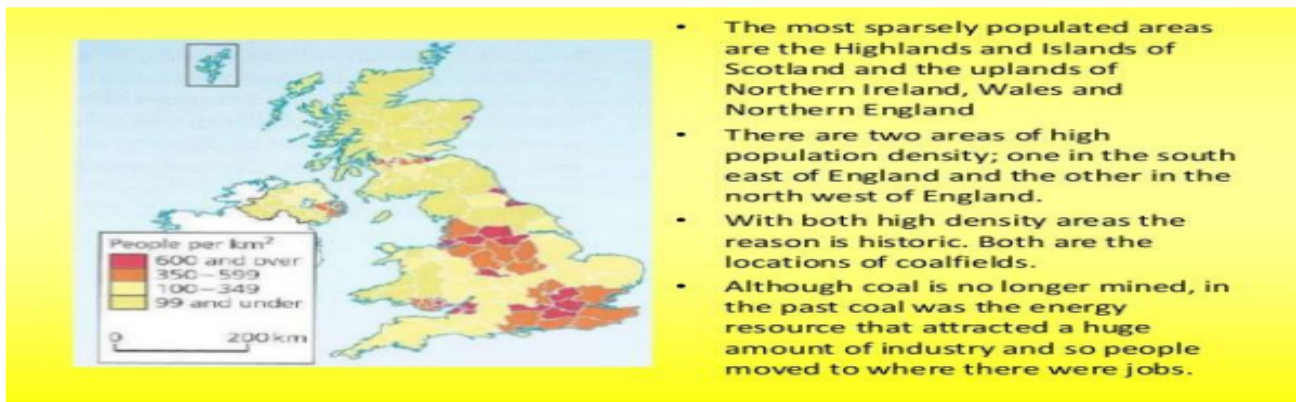 • The most sparsely populated areas
are the Highlands and Islands of
Scotland and the uplands of
Northern Ireland, Wales and
Northern England
• There are two areas of high
population density; one in the south
east of England and the other in the
north west of England.
• With both high density areas the
reason is historic. Both are the
locations of coalfields.
• Although coal is no longer mined, in
the past coal was the energy
resource that attracted a huge
amount of industry and so people
moved to where there were jobs.
People per km²
600 and over
350–599
100–349
99 and under
0 200 km